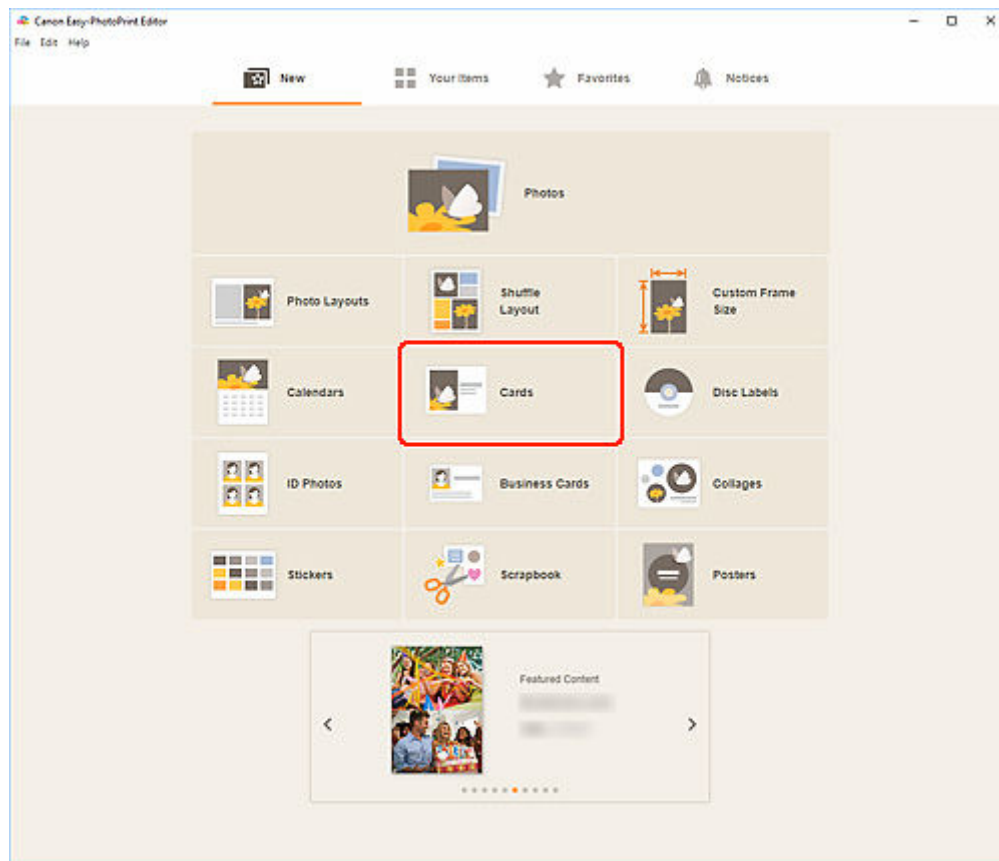 Canon Easy-PhotoPrint Editor
File Edit Help
New Your Items Favorites Notices
Photos
Photo Layouts
Shuffle
Layout
Custom Frame
Size
Calendars
Cards
Disc Labels
ID Photos
Business Cards
Collages
Stickers
Scrapbook
Posters
Featured Content